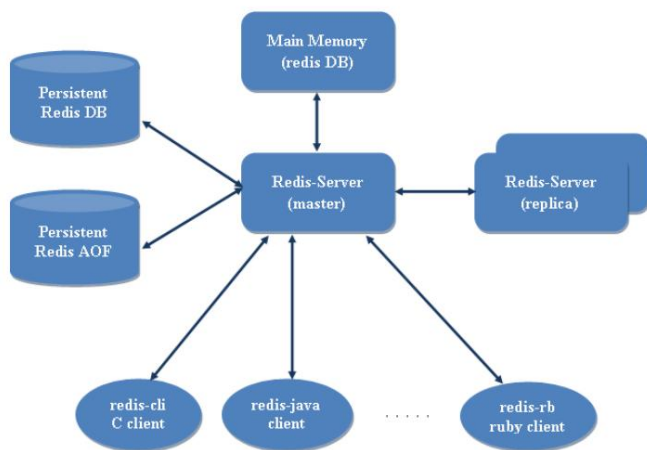 Main Memory
(redis DB)
Persistent
Redis DB
Redis-Server
(master)
Redis-Server
(replica)
Persistent
Redis AOF
redis-cli
C client
redis-java
client
. . . . .
redis-rb
ruby client